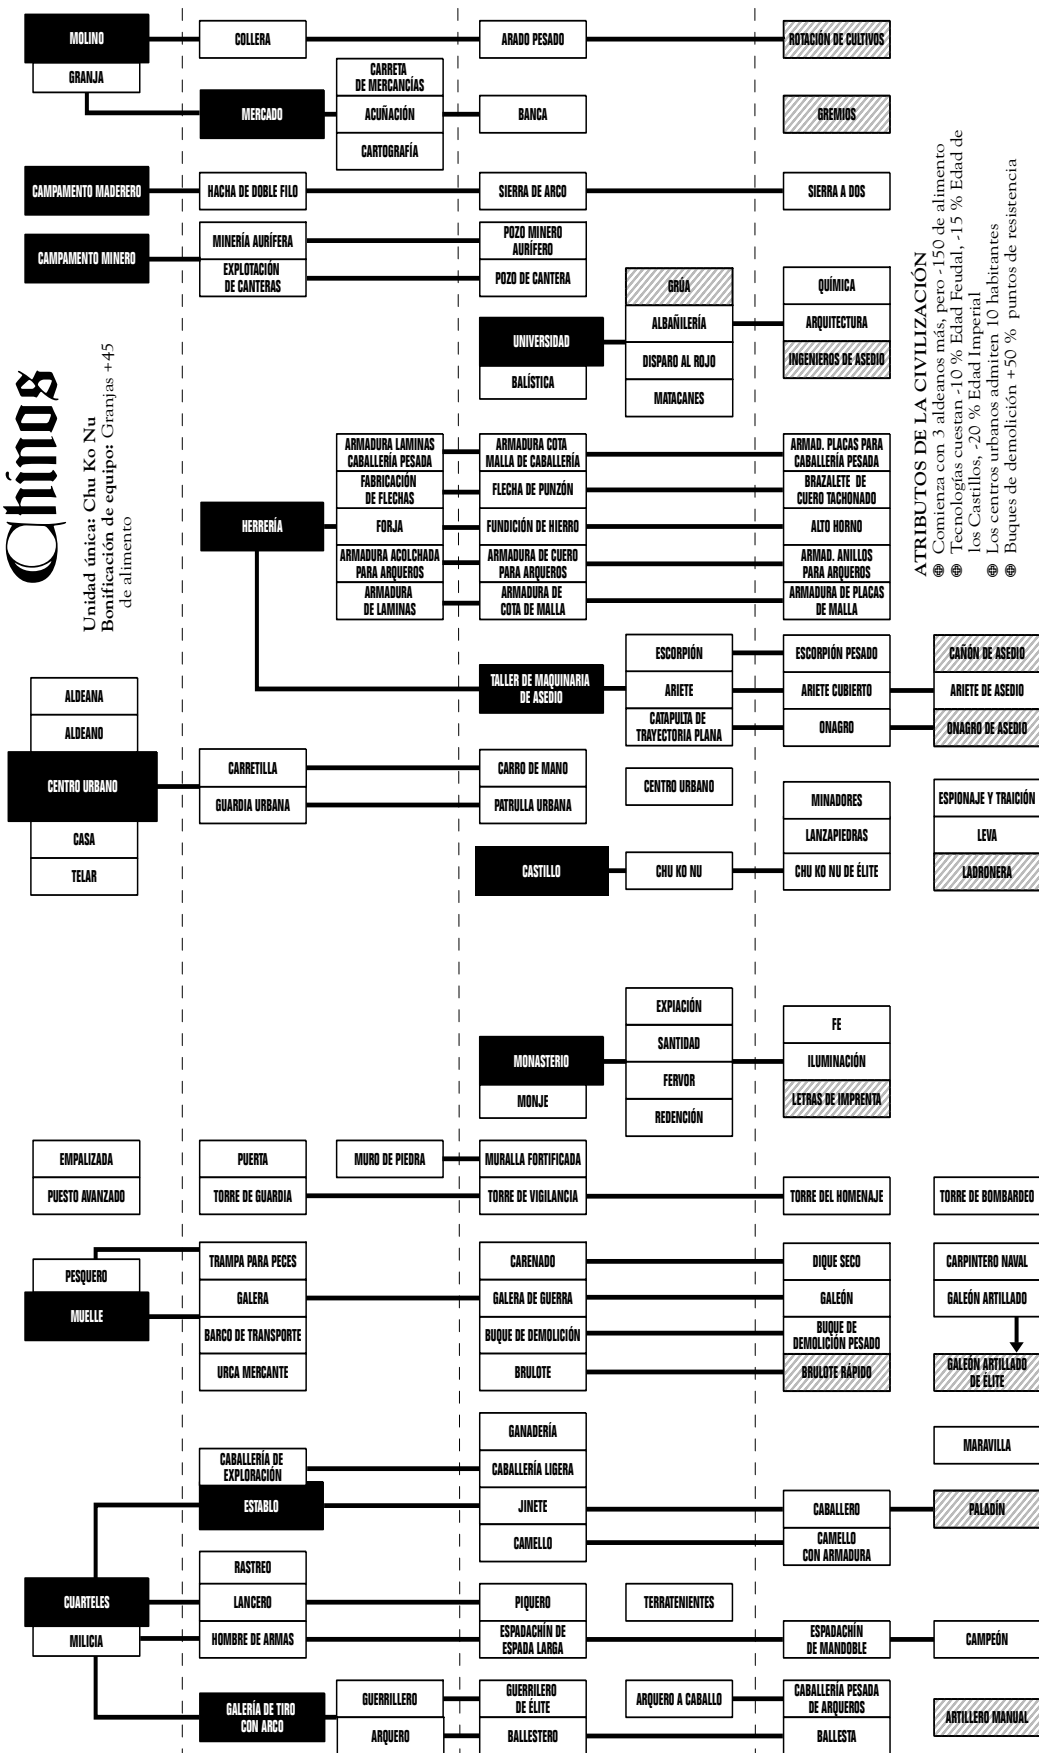 MOLINO
COLLERA
ARADO PESADO
ROTACIÓN DE CULTIVOS
GRANJA
MERCADO
CARRETA
DE MERCANCÍAS
ACUÑACIÓN
CARTOGRAFÍA
BANCA
GREMIOS
CAMPAMENTO MADERERO
HACHA DE DOBLE FILO
SIERRA DE ARCO
SIERRA A DOS
CAMPAMENTO MINERO
MINERÍA AURÍFERA
EXPLOTACIÓN
DE CANTERAS
POZO MINERO
AURÍFERO
POZO DE CANTERA
UNIVERSIDAD
BALÍSTICA
GRÚA
ALBAÑILERÍA
DISPARO AL ROJO
MATACANES
QUÍMICA
ARQUITECTURA
INGENIEROS DE ASEDIO
Chinos
Unidad única: Chu Ko Nu
Bonificación de equipo: Granjas +45
de alimento
ATRIBUTOS DE LA CIVILIZACIÓN
Comienza con 3 aldeanos más, pero -150 de alimento
Tecnologías cuestan -10 % Edad Feudal, -15 % Edad de
los Castillos, -20 % Edad Imperial
Los centros urbanos admiten 10 habitantes
Buques de demolición +50 % puntos de resistencia
HERRERÍA
ARMADURA LAMINAS
CABALLERÍA PESADA
ARMADURA COTA
MALLA DE CABALLERÍA
ARMAD. PLACAS PARA
CABALLERÍA PESADA
FABRICACIÓN
DE FLECHAS
FLECHA DE PUNZÓN
BRAZALETE DE
CUERO TACHONADO
FORJA
FUNDICIÓN DE HIERRO
ALTO HORNO
ARMADURA ACOLCHADA
PARA ARQUEROS
ARMADURA DE CUERO
PARA ARQUEROS
ARMAD. ANILLOS
PARA ARQUEROS
ARMADURA
DE LAMINAS
ARMADURA DE
COTA DE MALLA
ARMADURA DE PLACAS
DE MALLA
TALLER DE MAQUINARIA
DE ASEDIO
ESCORPIÓN
ESCORPIÓN PESADO
CAÑÓN DE ASEDIO
ARIETE
ARIETE CUBIERTO
ARIETE DE ASEDIO
CATAPULTA DE
TRAYECTORIA PLANA
ONAGRO
ONAGRO DE ASEDIO
ALDEANA
ALDEANO
CENTRO URBANO
CASA
TELAR
CARRETILLA
GUARDIA URBANA
CARRO DE MANO
PATRULLA URBANA
CENTRO URBANO
CASTILLO
CHU KO NU
MINADORES
LANZAPIEDRAS
CHU KO NU DE ÉLITE
ESPIONAJE Y TRAICIÓN
LEVA
LADRONERA
MONASTERIO
MONJE
EXPIACIÓN
SANTIDAD
FERVOR
REDENCIÓN
FE
ILUMINACIÓN
LETRAS DE IMPRENTA
EMPALIZADA
PUERTA
MURO DE PIEDRA
MURALLA FORTIFICADA
PUESTO AVANZADO
TORRE DE GUARDIA
TORRE DE VIGILANCIA
TORRE DEL HOMENAJE
TORRE DE BOMBARDEO
PESQUERO
MUELLE
TRAMPA PARA PECES
GALERA
BARCO DE TRANSPORTE
URCA MERCANTE
CARENADO
GALERA DE GUERRA
BUQUE DE DEMOLICIÓN
BRULOTE
DIQUE SECO
GALEÓN
BUQUE DE
DEMOLICIÓN PESADO
BRULOTE RÁPIDO
CARPINTERO NAVAL
GALEÓN ARTILLADO
GALEÓN ARTILLADO
DE ÉLITE
MARAVILLA
CABALLERÍA DE
EXPLORACIÓN
ESTABLO
GANADERÍA
CABALLERÍA LIGERA
JINETE
CAMELLO
CABALLERO
CAMELLO
CON ARMADURA
PALADÍN
CUARTELES
MILICIA
RASTREO
LANCERO
HOMBRE DE ARMAS
PIQUERO
ESPADACHÍN DE
ESPADA LARGA
TERRATENIENTES
ESPADACHÍN
DE MANDOBLE
CAMPEÓN
GALERÍA DE TIRO
CON ARCO
GUERRILLERO
ARQUERO
GUERRILERO
DE ÉLITE
BALLESTERO
ARQUERO A CABALLO
CABALLERÍA PESADA
DE ARQUEROS
BALLESTA
ARTILLERO MANUAL